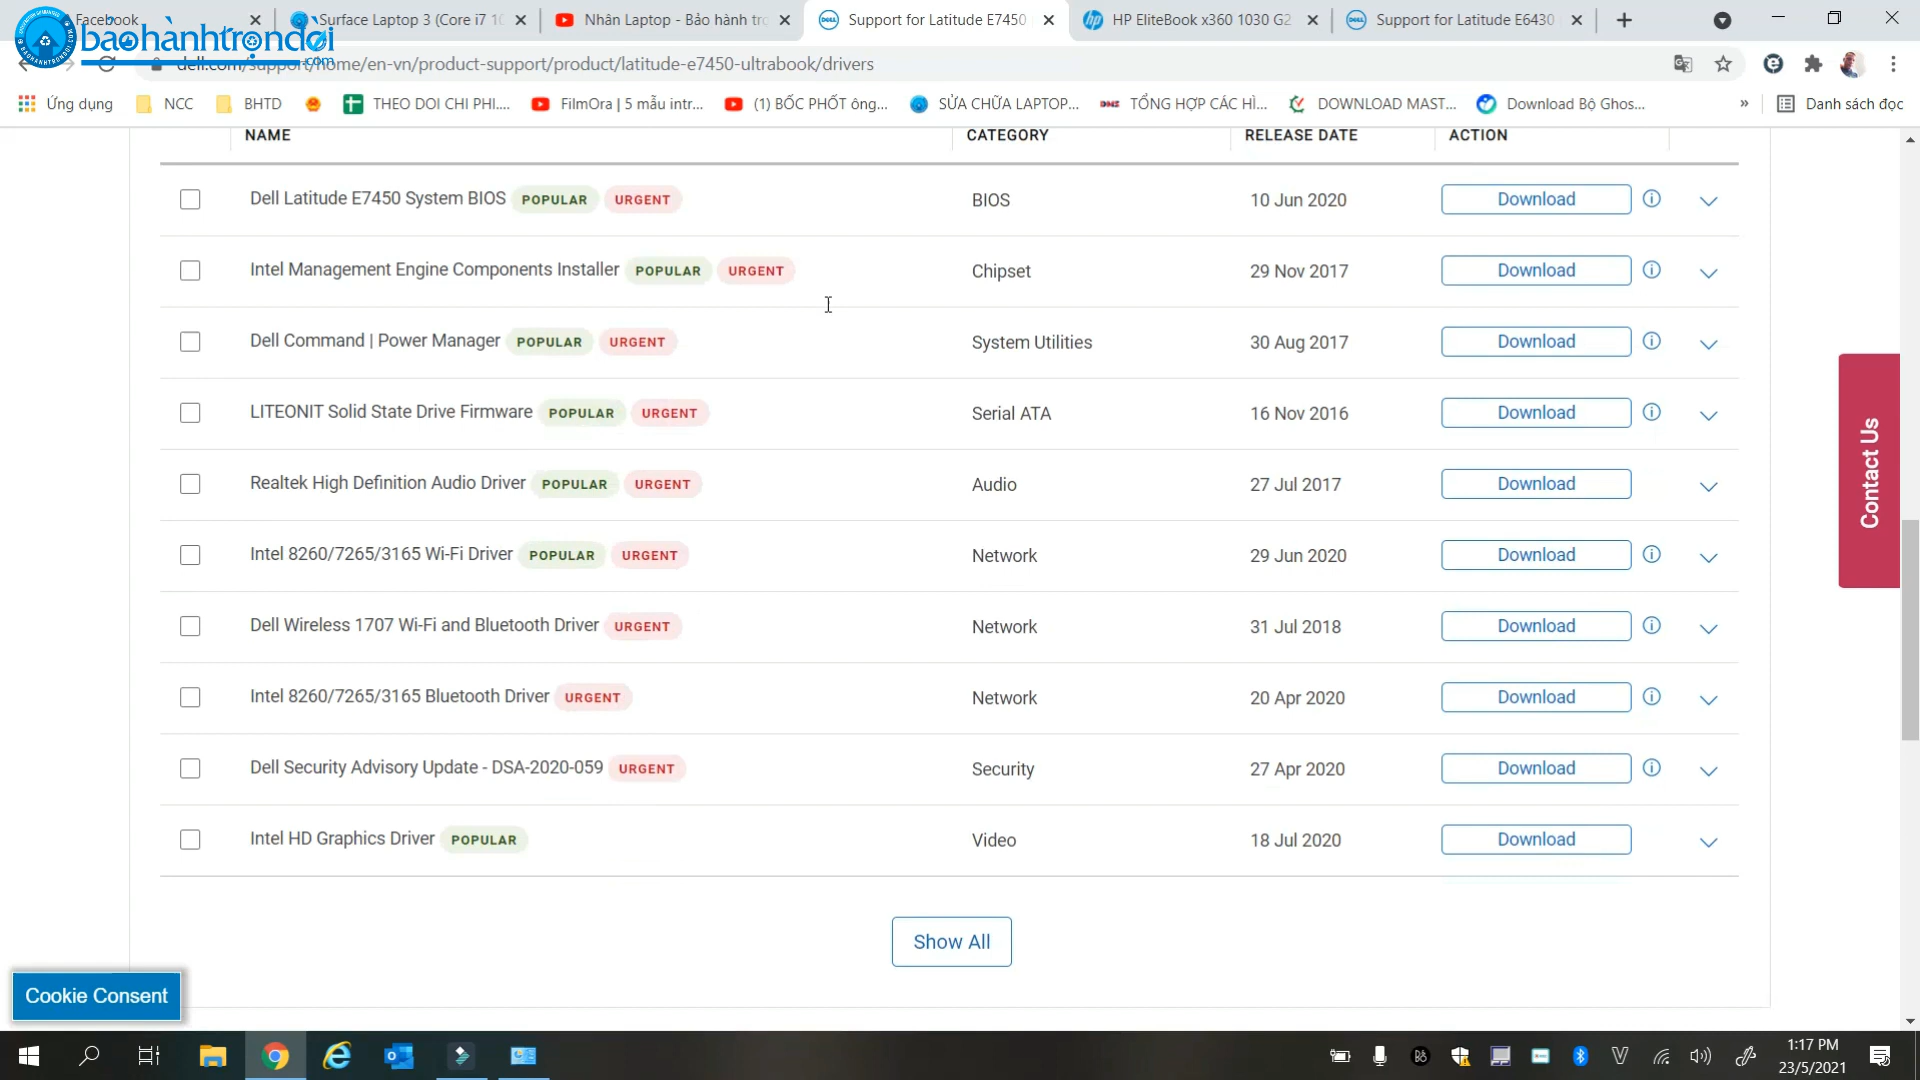 Facebook
Surface Laptop 3 (Core i7 10
Nhân Laptop - Bảo hành trọ
Support for Latitude E7450
HP EliteBook x360 1030 G2
Support for Latitude E6430
baohanhtrondoi
.com
dell.com/support/home/en-vn/product-support/product/latitude-e7450-ultrabook/drivers
Ứng dụng
NCC
BHTD
THEO DOI CHI PHI....
FilmOra | 5 mẫu intr...
(1) BỐC PHỐT ông...
SỬA CHỮA LAPTOP...
TỔNG HỢP CÁC HÌ...
DOWNLOAD MAST...
Download Bộ Ghos...
»
Danh sách đọc
NAME CATEGORY RELEASE DATE ACTION
Dell Latitude E7450 System BIOS POPULAR URGENT BIOS 10 Jun 2020 Download
Intel Management Engine Components Installer POPULAR URGENT Chipset 29 Nov 2017 Download
Dell Command | Power Manager POPULAR URGENT System Utilities 30 Aug 2017 Download
LITEONIT Solid State Drive Firmware POPULAR URGENT Serial ATA 16 Nov 2016 Download
Realtek High Definition Audio Driver POPULAR URGENT Audio 27 Jul 2017 Download
Intel 8260/7265/3165 Wi-Fi Driver POPULAR URGENT Network 29 Jun 2020 Download
Dell Wireless 1707 Wi-Fi and Bluetooth Driver URGENT Network 31 Jul 2018 Download
Intel 8260/7265/3165 Bluetooth Driver URGENT Network 20 Apr 2020 Download
Dell Security Advisory Update - DSA-2020-059 URGENT Security 27 Apr 2020 Download
Intel HD Graphics Driver POPULAR Video 18 Jul 2020 Download
Show All
Contact Us
Cookie Consent
1:17 PM
23/5/2021